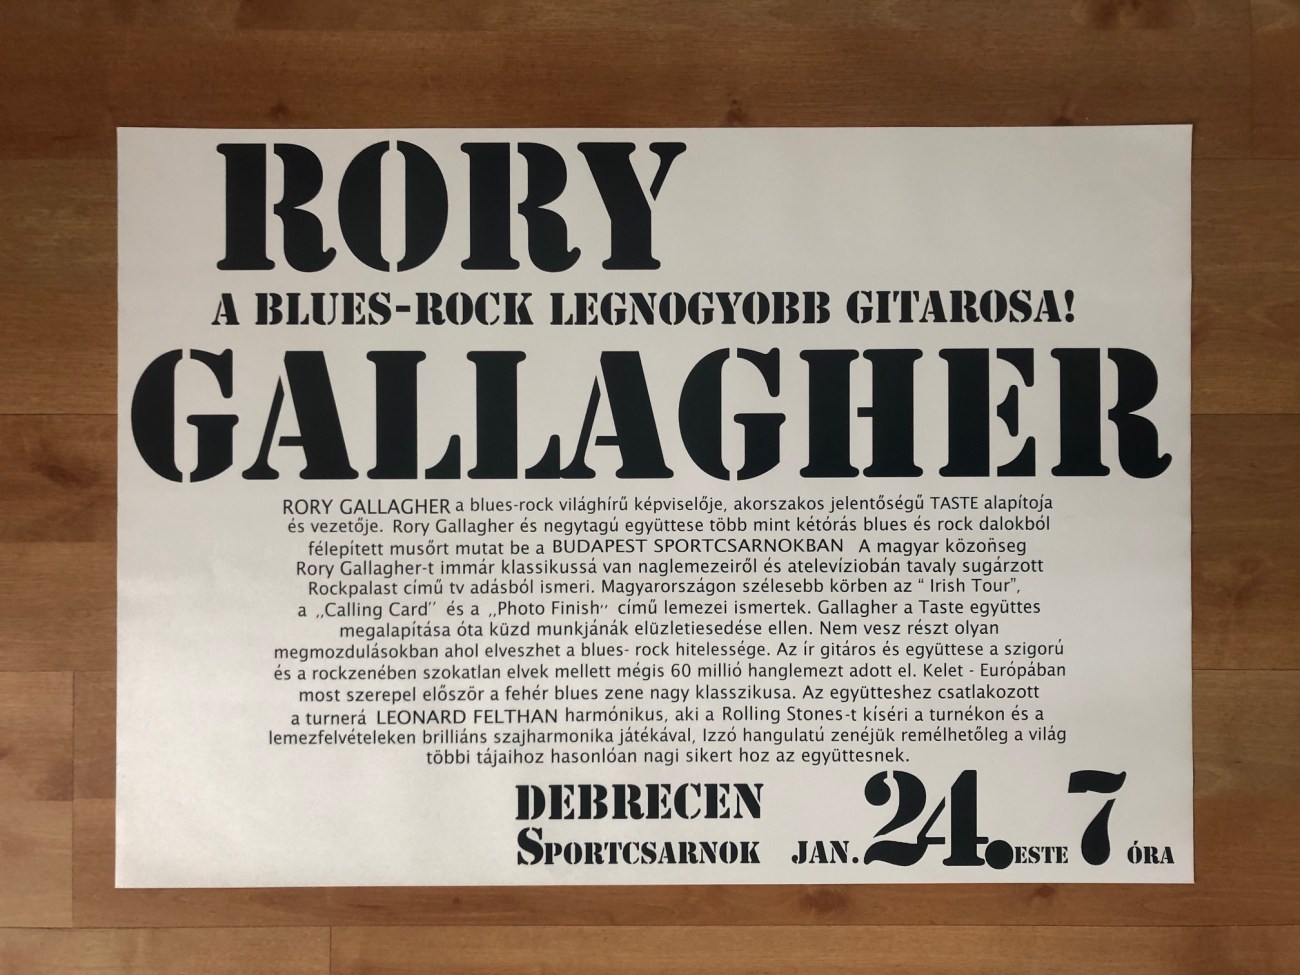 RORY
A BLUES-ROCK LEGNOGYOBB GITAROSA!
GALLAGHER
RORY GALLAGHER a blues-rock világhírű képviselője, akorszakos jelentőségű TASTE alapítoja
és vezetője. Rory Gallagher és negytagú együttese több mint kétórás blues és rock dalokból
félepített musőrt mutat be a BUDAPEST SPORTCSARNOKBAN A magyar közoňseg
Rory Gallagher-t immár klassikussá van naglemezeiről és atelevízióbán tavaly sugárzott
Rockpalast című tv adásból ismeri. Magyarországon szélesebb körben az “ Irish Tour”,
a ,,Calling Card’’ és a ,,Photo Finish’’ című lemezei ismertek. Gallagher a Taste együttes
megalapítása óta küzd munkjánák elüzletiesedése ellen. Nem vesz részt olyan
megmozdulásokban ahol elveszhet a blues- rock hitelessége. Az ír gitáros és együttese a szigorú
és a rockzenében szokatlan elvek mellett mégis 60 millió hanglemezt adott el. Kelet - Európában
most szerepel először a fehér blues zene nagy klasszikusa. Az együtteshez csatlakozott
a turnerá LEONARD FELTHAN harmónikus, aki a Rolling Stones-t kíséri a turnékon és a
lemezfelvételeken brilliáns szajharmonika játékával, Izzó hangulatú zenéjük remélhetőleg a világ
többi tájaihoz hasonlóan nagi sikert hoz az együttesnek.
DEBRECEN
SPORTCSARNOK JAN. 24. ESTE 7 ÓRA